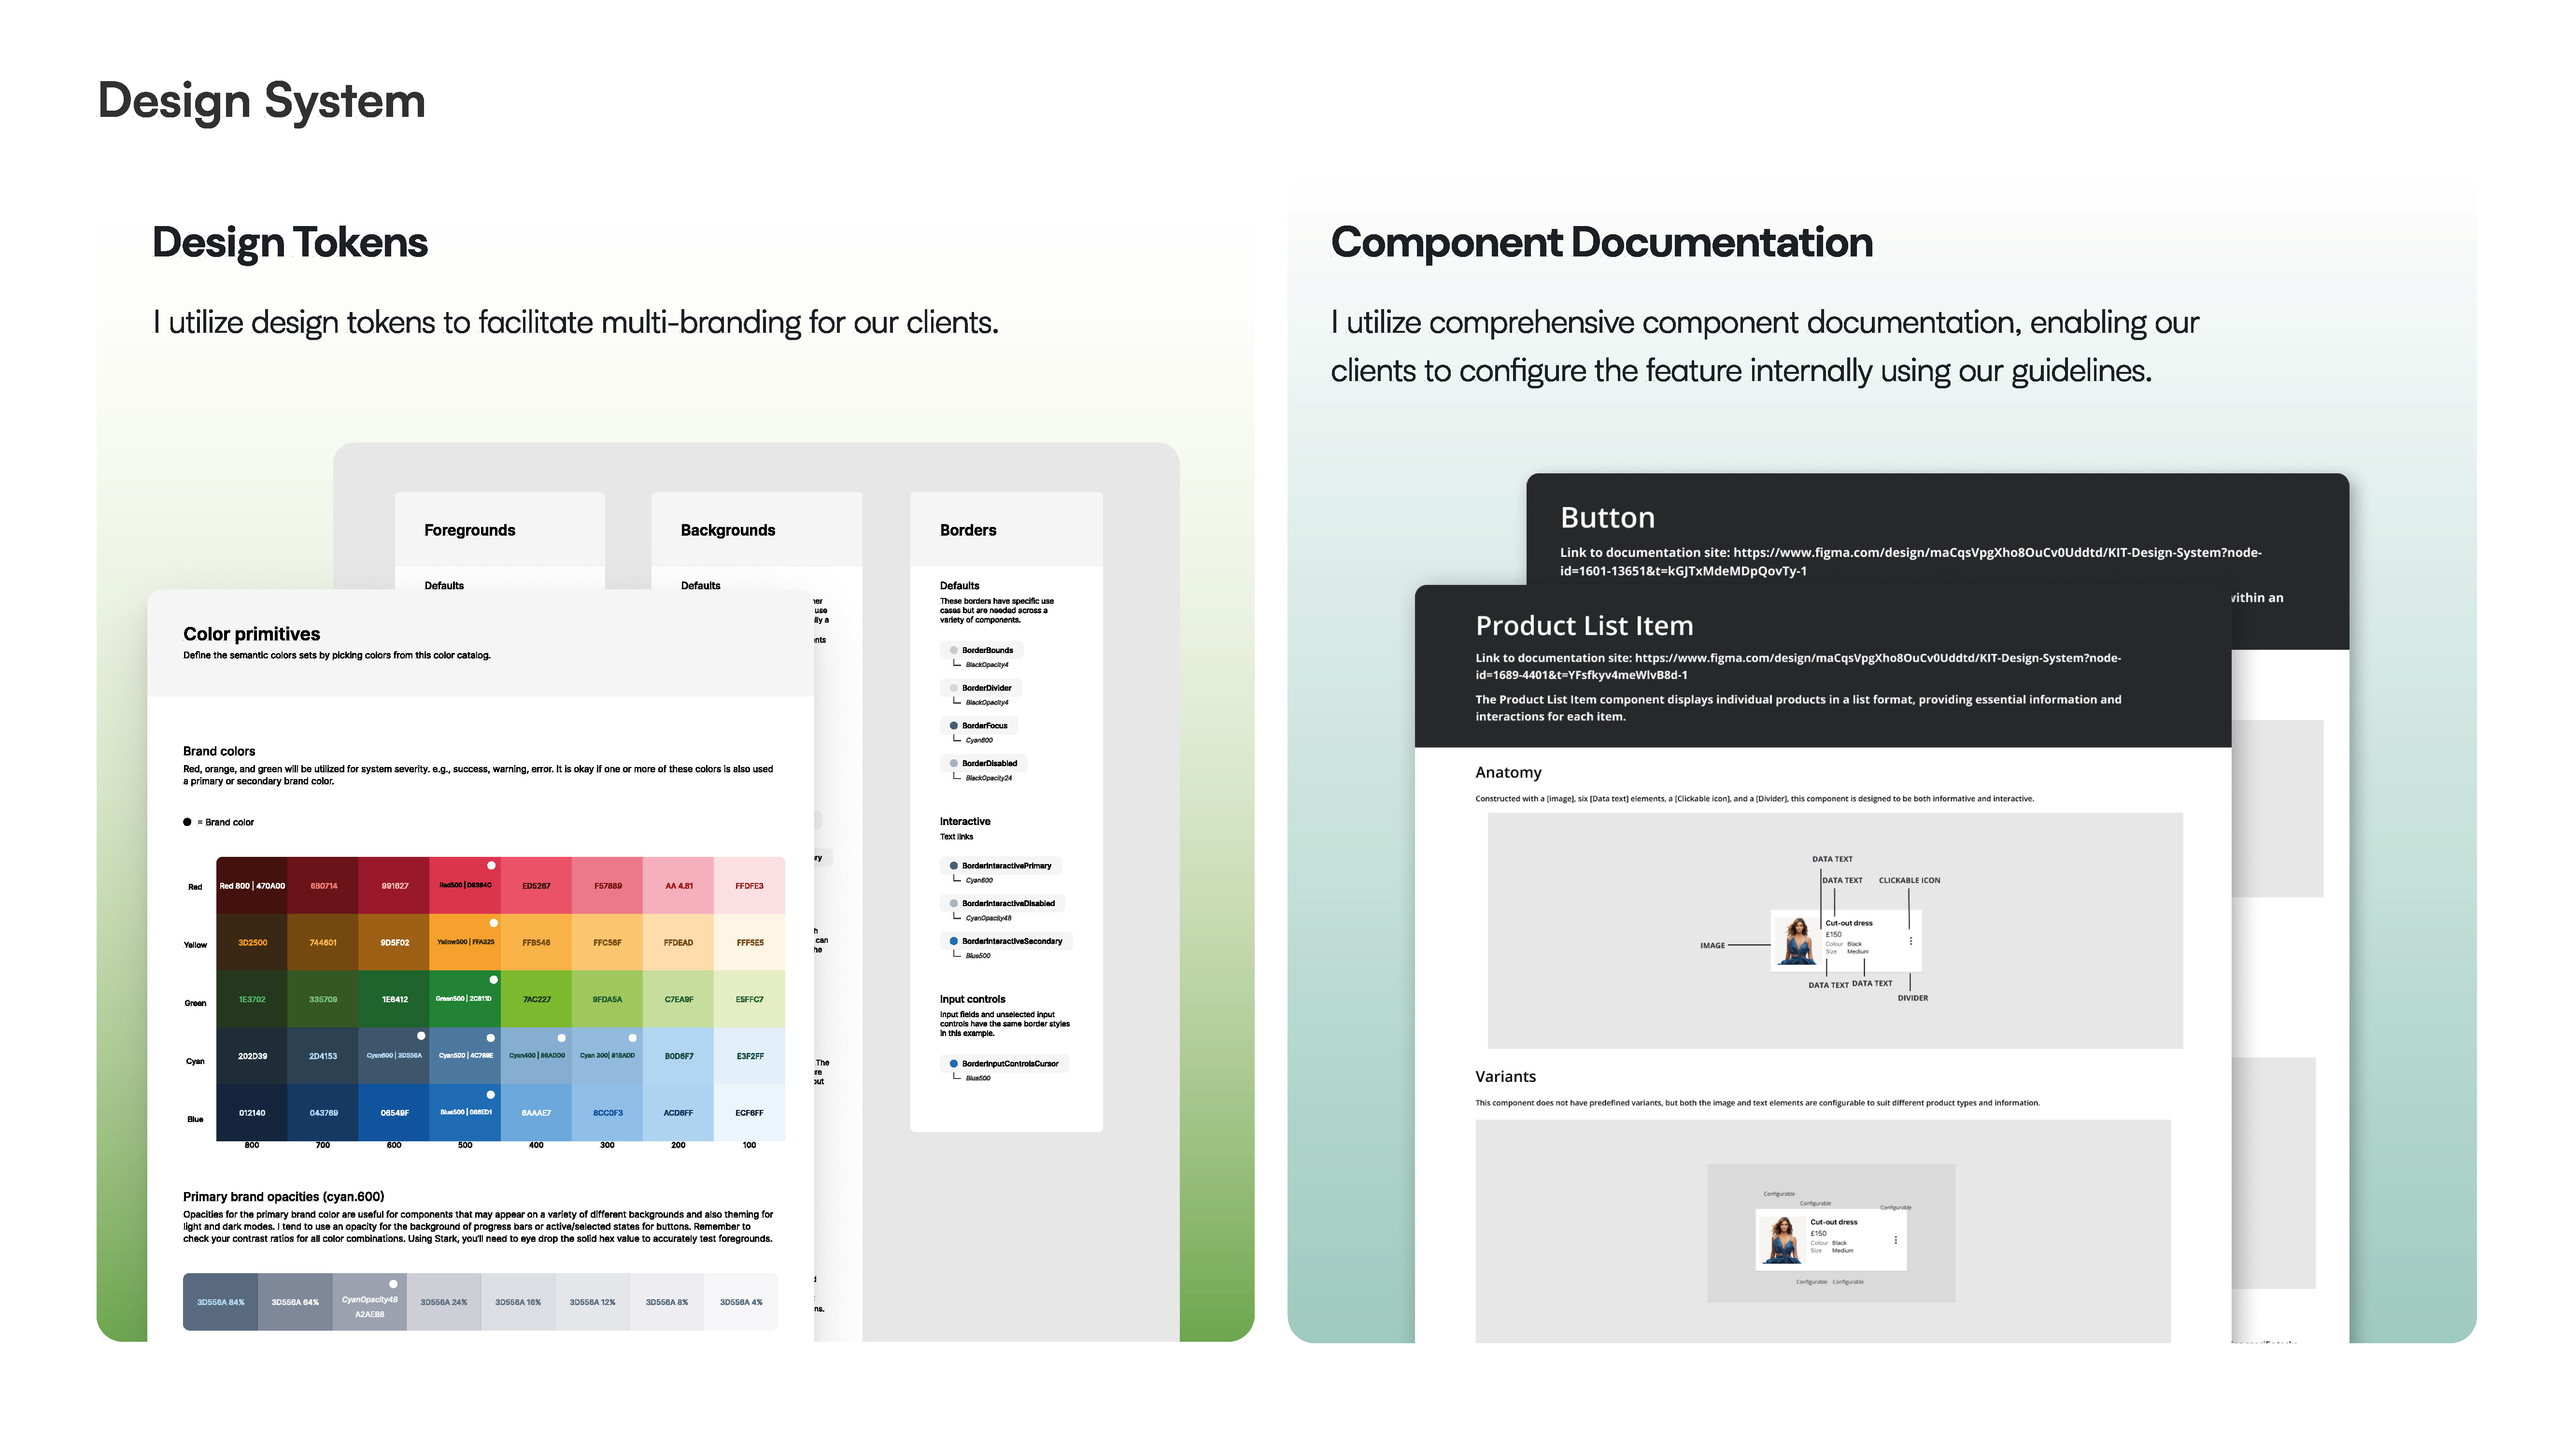 Design System
Design Tokens
I utilize design tokens to facilitate multi-branding for our clients.
Foregrounds
Defaults
Backgrounds
Defaults
Borders
Defaults
These borders have specific use
cases but are needed across a
variety of components.
BorderBounds
BlackOpacity4
BorderDivider
BlackOpacity4
BorderFocus
Cyan600
BorderDisabled
BlackOpacity24
Interactive
Text links
BorderInteractivePrimary
Cyan600
BorderInteractiveDisabled
CyanOpacity48
BorderInteractiveSecondary
Blue500
Input controls
Input fields and unselected input
controls have the same border styles
in this example.
BorderInputControlsCursor
Blue500
Color primitives
Define the semantic colors sets by picking colors from this color catalog.
Brand colors
Red, orange, and green will be utilized for system severity. e.g., success, warning, error. It is okay if one or more of these colors is also used
a primary or secondary brand color.
= Brand color
Red
Red 800 | 470A00
6B0714
991627
ED5267
F57889
AA 4.81
FFDFE3
Yellow
3D2500
744601
9D5F02
Yellow500 | FFA32B
FFB546
FFC56F
FFDEAD
FFF5E5
Green
1E3702
335709
1E6412
Green500 | 2C811D
7AC227
9FDA5A
C7EA9F
E5FFC7
Cyan
202D39
2D4153
Cyan600 | 3D556A
Cyan500 | 4C769E
B0D6F7
E3F2FF
Blue
012140
043769
06549F
Blue500 | 086ED1
6AAAE7
8CC0F3
ACD6FF
ECF6FF
800 700 600 500 400 300 200 100
Primary brand opacities (cyan.600)
Opacities for the primary brand color are useful for components that may appear on a variety of different backgrounds and also theming for
light and dark modes. I tend to use an opacity for the background of progress bars or active/selected states for buttons. Remember to
check your contrast ratios for all color combinations. Using Stark, you'll need to eye drop the solid hex value to accurately test foregrounds.
3D556A 84%
3D556A 64%
CyanOpacity48
A2AEB8
3D556A 24%
3D556A 16%
3D556A 12%
3D556A 8%
3D556A 4%
Component Documentation
I utilize comprehensive component documentation, enabling our
clients to configure the feature internally using our guidelines.
Button
Link to documentation site: https://www.figma.com/design/maCqsVpgXho8OuCv0Uddtd/KIT-Design-System?node-
id=1601-13651&t=kGJTxMdeMDpQovTy-1
within an
Product List Item
Link to documentation site: https://www.figma.com/design/maCqsVpgXho8OuCv0Uddtd/KIT-Design-System?node-
id=1689-4401&t=YFsfkyv4meWlvB8d-1
The Product List Item component displays individual products in a list format, providing essential information and
interactions for each item.
Anatomy
Constructed with a [image], six [Data text] elements, a [Clickable icon], and a [Divider], this component is designed to be both informative and interactive.
DATA TEXT
DATA TEXT
CLICKABLE ICON
IMAGE
Cut-out dress
£150
Colour Black
Size Medium
DATA TEXT
DATA TEXT
DIVIDER
Variants
This component does not have predefined variants, but both the image and text elements are configurable to suit different product types and information.
Configurable
Configurable
Configurable
Cut-out dress
£150
Colour Black
Size Medium
Configurable
Configurable